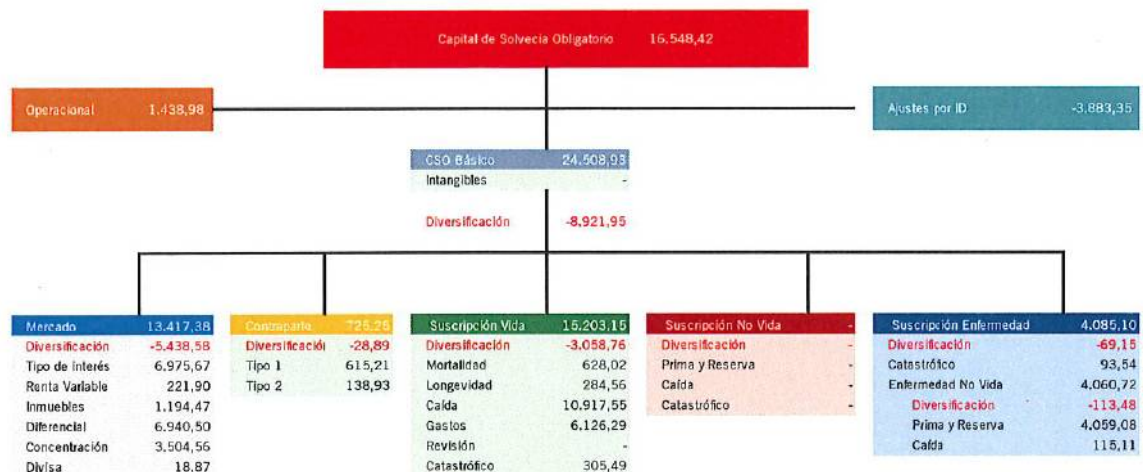 Capital de Solvecia Obligatorio 16.548,42
Operacional 1.438,98
Ajustes por ID -3.883,35
CSO Básico 24.508,93
Intangibles -
Diversificación -8.921,95
Mercado 13.417,38
Diversificación -5.438,58
Tipo de interés 6.975,67
Renta Variable 221,90
Inmuebles 1.194,47
Diferencial 6.940,50
Concentración 3.504,56
Divisa 18,87
Contraparte 725,25
Diversificació -28,89
Tipo 1 615,21
Tipo 2 138,93
Suscripción Vida 15.203,15
Diversificación -3.058,76
Mortalidad 628,02
Longevidad 284,56
Caída 10.917,55
Gastos 6.126,29
Revisión -
Catastrófico 305,49
Suscripción No Vida -
Diversificación -
Prima y Reserva -
Caída -
Catastrófico -
Suscripción Enfermedad 4.085,10
Diversificación -69,15
Catastrófico 93,54
Enfermedad No Vida 4.060,72
Diversificación -113,48
Prima y Reserva 4.059,08
Caída 115,11